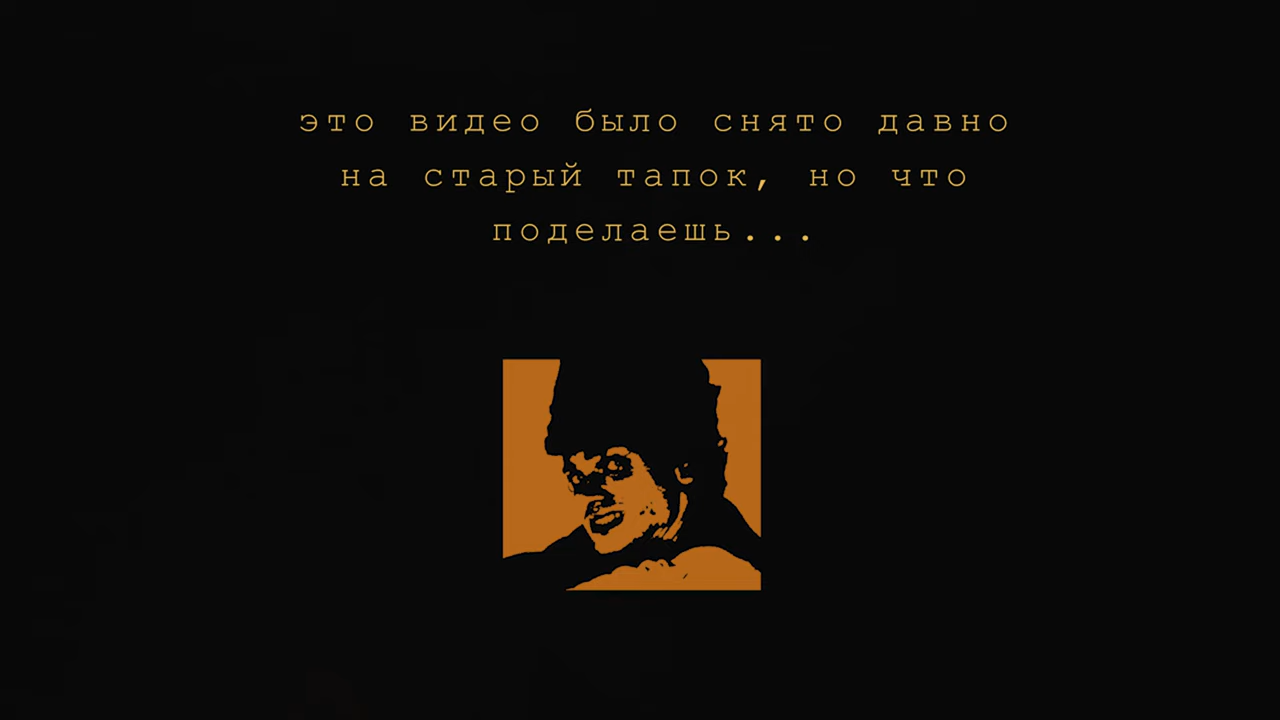 это видео было снято давно
на старый тапок, но что
поделаешь...